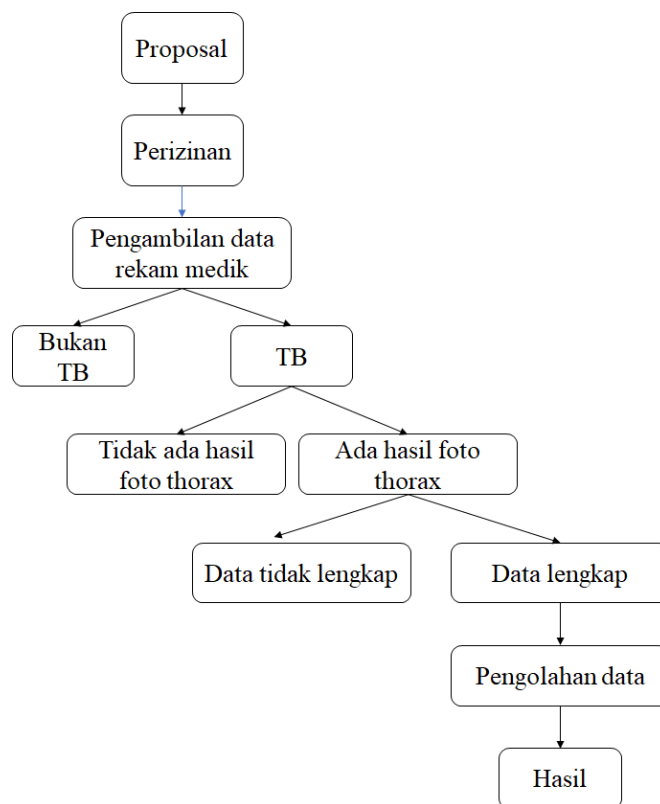 Proposal
Perizinan
Pengambilan data
rekam medik
Bukan
TB
TB
Tidak ada hasil
foto thorax
Ada hasil foto
thorax
Data tidak lengkap
Data lengkap
Pengolahan data
Hasil